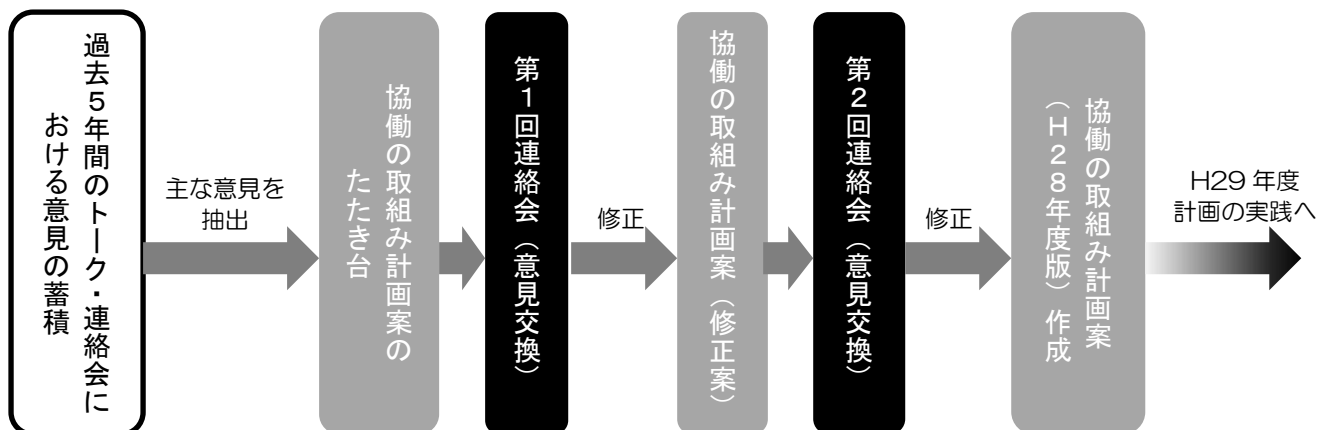 過去５年間のトーク・連絡会に
おける意見の蓄積
主な意見を
抽出
協働の取組み計画案の
たたき台
第１回連絡会（意見交換）
修正
協働の取組み計画案（修正案）
第２回連絡会（意見交換）
修正
協働の取組み計画案
（Ｈ２８年度版）作成
H29 年度
計画の実践へ